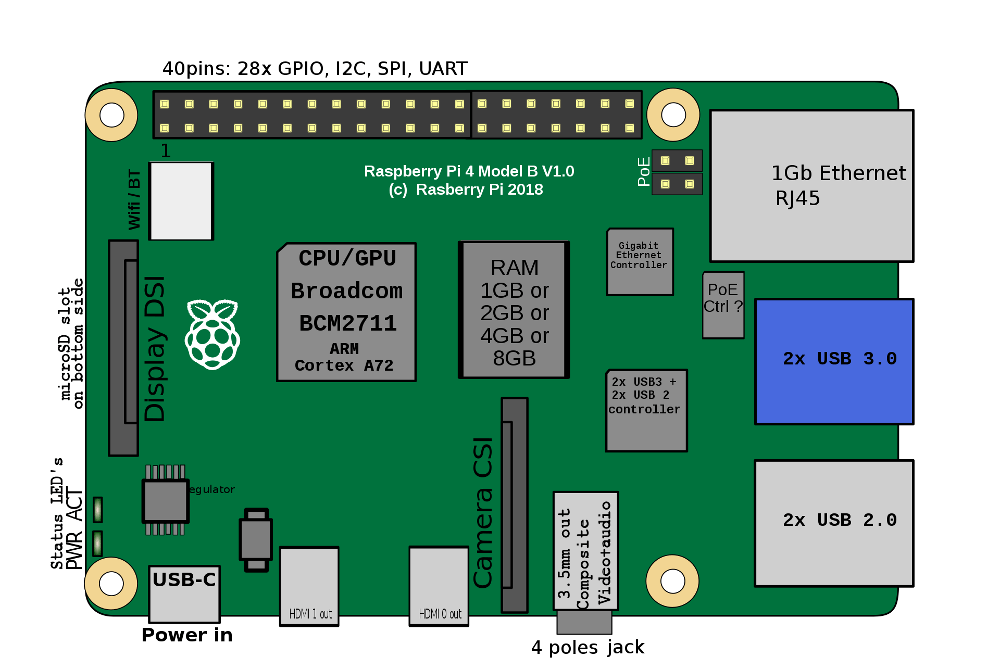 40pins: 28x GPIO, I2C, SPI, UART
1
Wifi / BT
Raspberry Pi 4 Model B V1.0
(c) Rasberry Pi 2018
PoE
1Gb Ethernet
RJ45
Gigabit
Ethernet
Controller
CPU/GPU
Broadcom
BCM2711
ARM
Cortex A72
RAM
1GB or
2GB or
4GB or
8GB
PoE
Ctrl ?
microSD slot
on bottom side
Display DSI
2x USB 3.0
2x USB3 +
2x USB 2
controller
Status LED's
PWR ACT
egulator
Camera CSI
3.5mm out
Composite
Video+audio
2x USB 2.0
USB-C
Power in
HDMI 1 out
HDMI 0 out
4 poles jack